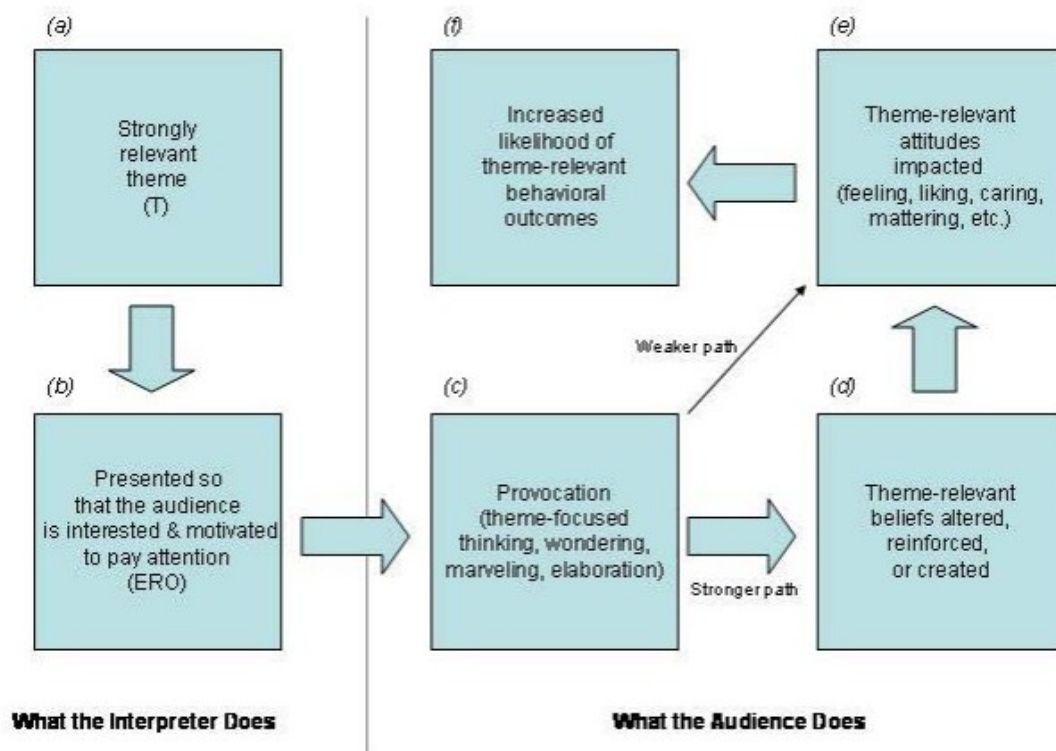 (a)
Strongly
relevant
theme
(T)
(b)
Presented so
that the audience
is interested & motivated
to pay attention
(ERO)
What the Interpreter Does
(f)
Increased
likelihood of
theme-relevant
behavioral
outcomes
(e)
Theme-relevant
attitudes
impacted
(feeling, liking, caring,
mattering, etc.)
Weaker path
(c)
Provocation
(theme-focused
thinking, wondering,
marveling, elaboration)
Stronger path
(d)
Theme-relevant
beliefs altered,
reinforced,
or created
What the Audience Does